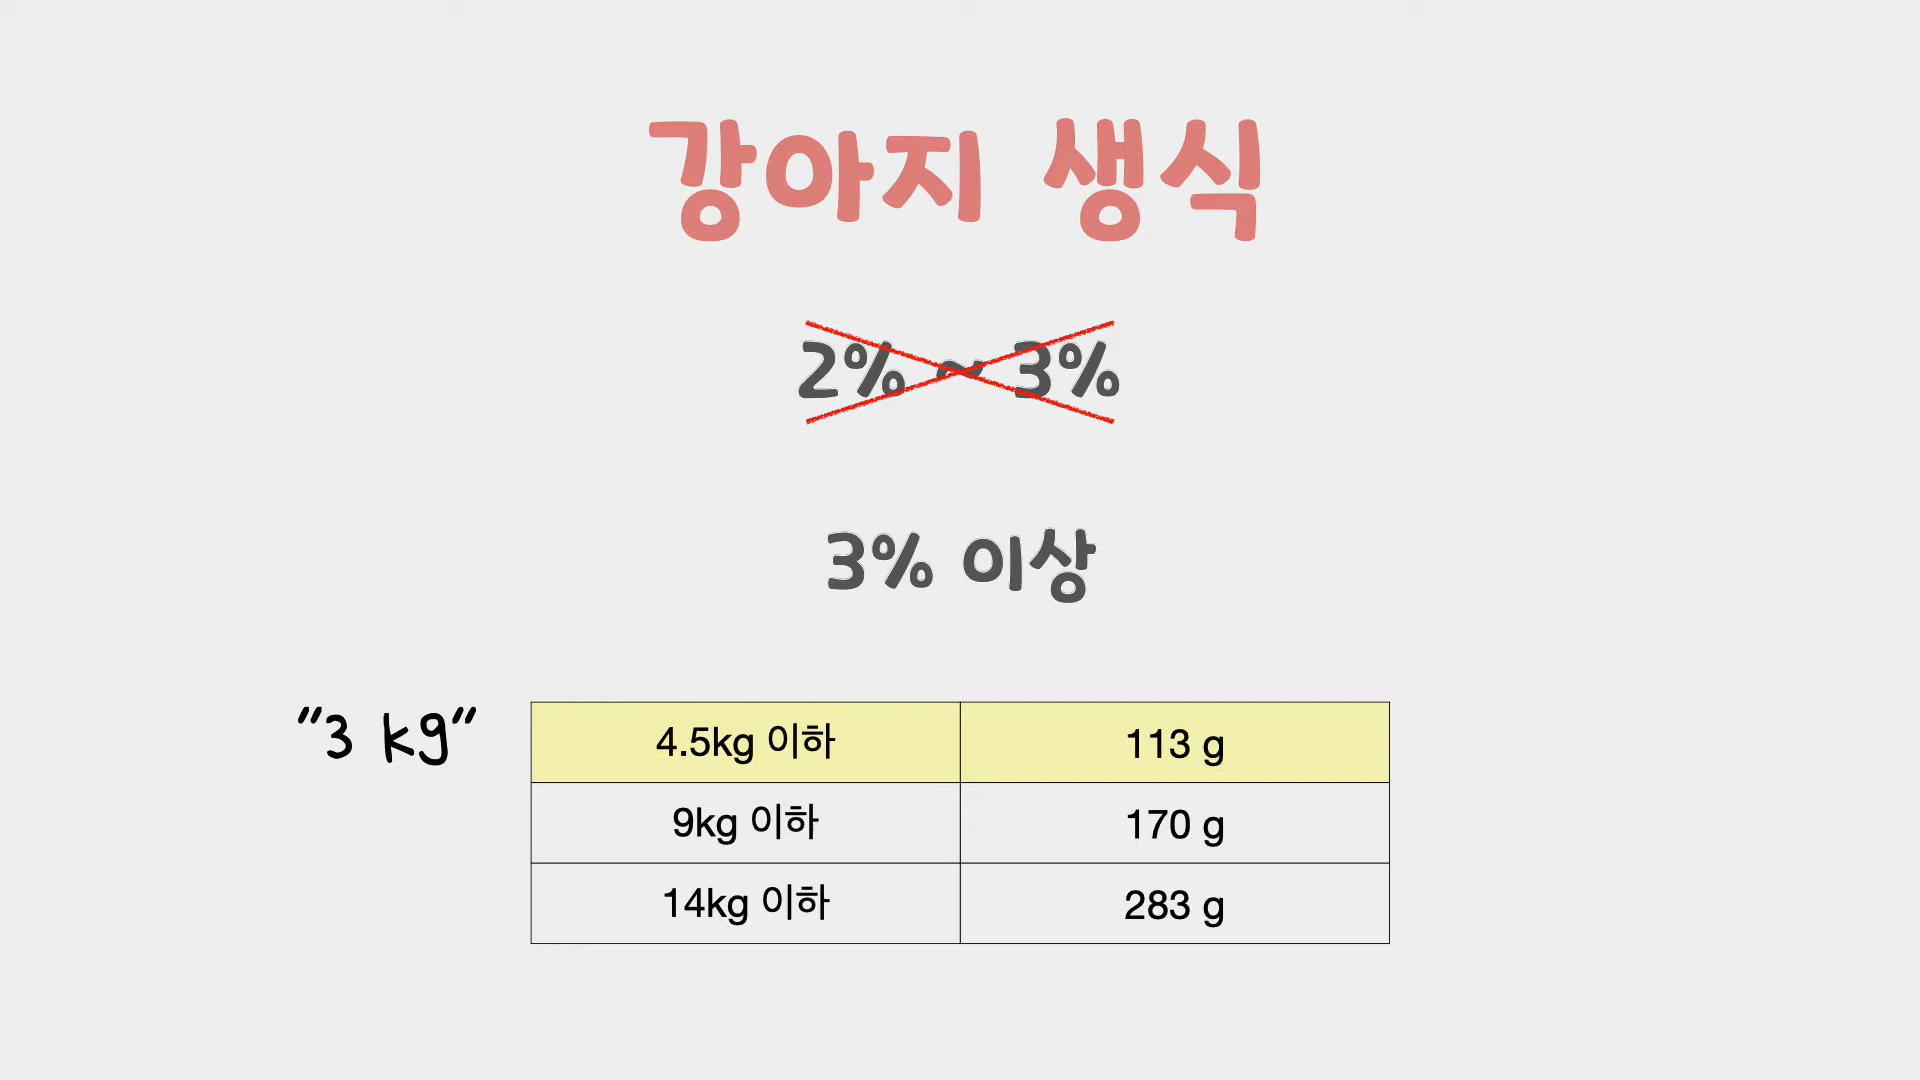 강아지 생식
2% ~ 3%
3% 이상
"3 kg"
4.5kg 이하 113 g
9kg 이하 170 g
14kg 이하 283 g